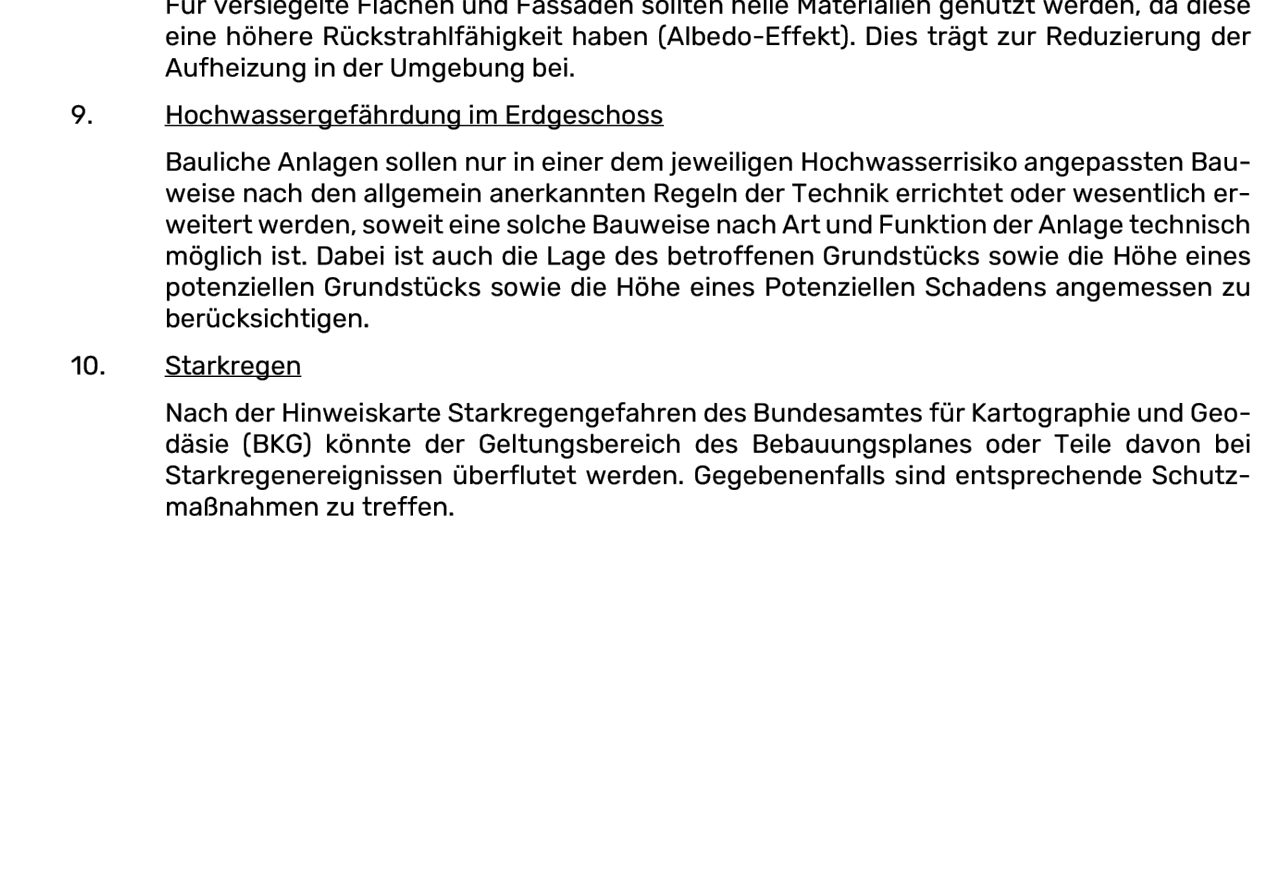 Für versiegelte Flächen und Fassaden sollten helle Materialien genutzt werden, da diese
eine höhere Rückstrahlfähigkeit haben (Albedo-Effekt). Dies trägt zur Reduzierung der
Aufheizung in der Umgebung bei.
9. Hochwassergefährdung im Erdgeschoss
Bauliche Anlagen sollen nur in einer dem jeweiligen Hochwasserrisiko angepassten Bau-
weise nach den allgemein anerkannten Regeln der Technik errichtet oder wesentlich er-
weitert werden, soweit eine solche Bauweise nach Art und Funktion der Anlage technisch
möglich ist. Dabei ist auch die Lage des betroffenen Grundstücks sowie die Höhe eines
potenziellen Grundstücks sowie die Höhe eines Potenziellen Schadens angemessen zu
berücksichtigen.
10. Starkregen
Nach der Hinweiskarte Starkregengefahren des Bundesamtes für Kartographie und Geo-
däsie (BKG) könnte der Geltungsbereich des Bebauungsplanes oder Teile davon bei
Starkregenereignissen überflutet werden. Gegebenenfalls sind entsprechende Schutz-
maßnahmen zu treffen.